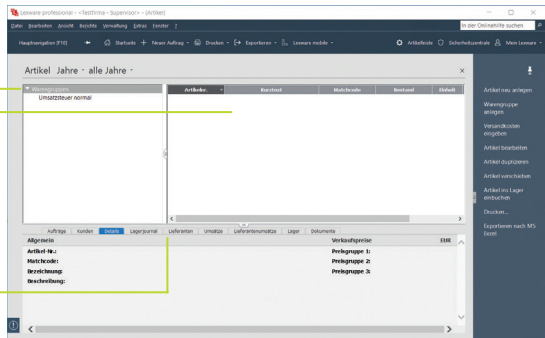 Lexware professional - <Testfirma - Supervisor> - [Artikel]
Datei Bearbeiten Ansicht Berichte Verwaltung Extras Fenster ?
In der Onlinehilfe suchen
Hauptnavigation [F10] Startseite Neuer Auftrag Drucken Exportieren Lexware mobile Artikelleiste Sicherheitszentrale Mein Lexware
Artikel Jahre alle Jahre
Warengruppen
Umsatzsteuer normal
Artikelnr. Kurztext Matchcode Bestand Einheit
Artikel neu anlegen
Warengruppe anlegen
Versandkosten eingeben
Artikel bearbeiten
Artikel duplizieren
Artikel verschieben
Artikel ins Lager einbuchen
Drucken...
Exportieren nach MS Excel
Aufträge Kunden Details Lagerjournal Lieferanten Umsätze Lieferantenumsätze Lager Dokumente
Allgemein Verkaufspreise EUR
Artikel-Nr.: Preisgruppe 1:
Matchcode: Preisgruppe 2:
Bezeichnung: Preisgruppe 3:
Beschreibung: